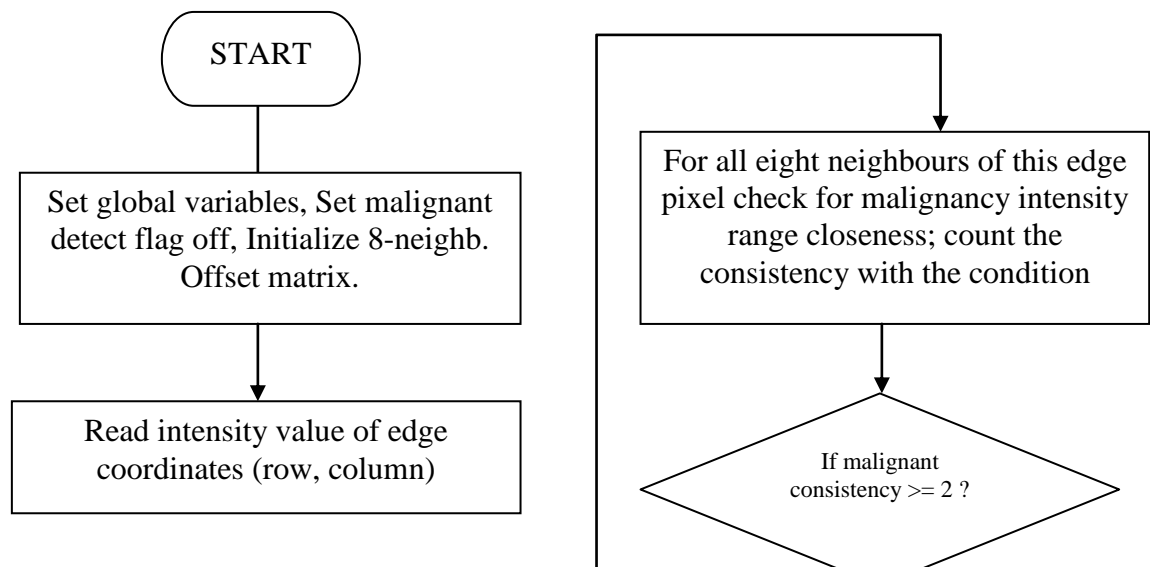 START
Set global variables, Set malignant
detect flag off, Initialize 8-neighb.
Offset matrix.
Read intensity value of edge
coordinates (row, column)
For all eight neighbours of this edge
pixel check for malignancy intensity
range closeness; count the
consistency with the condition
If malignant
consistency >= 2 ?